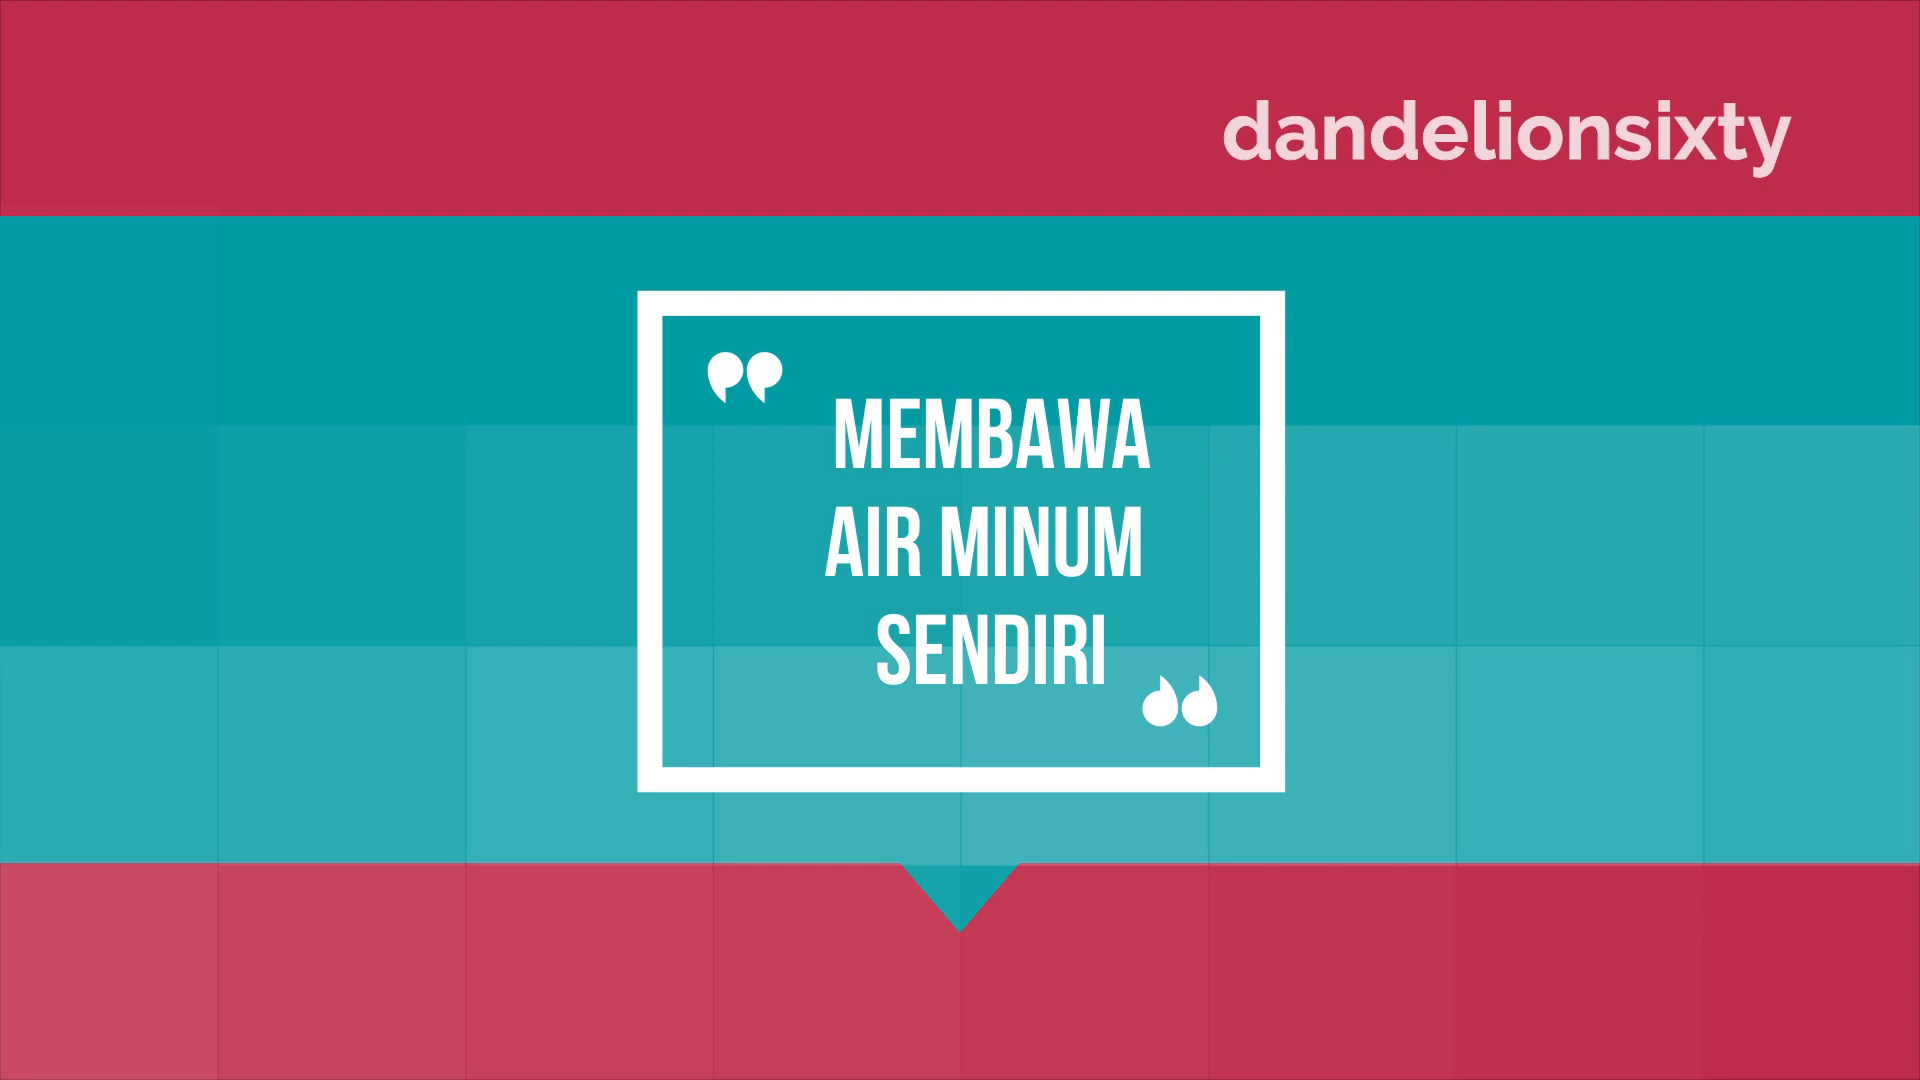 dandelionsixty
❟❟
MEMBAWA
AIR MINUM
SENDIRI